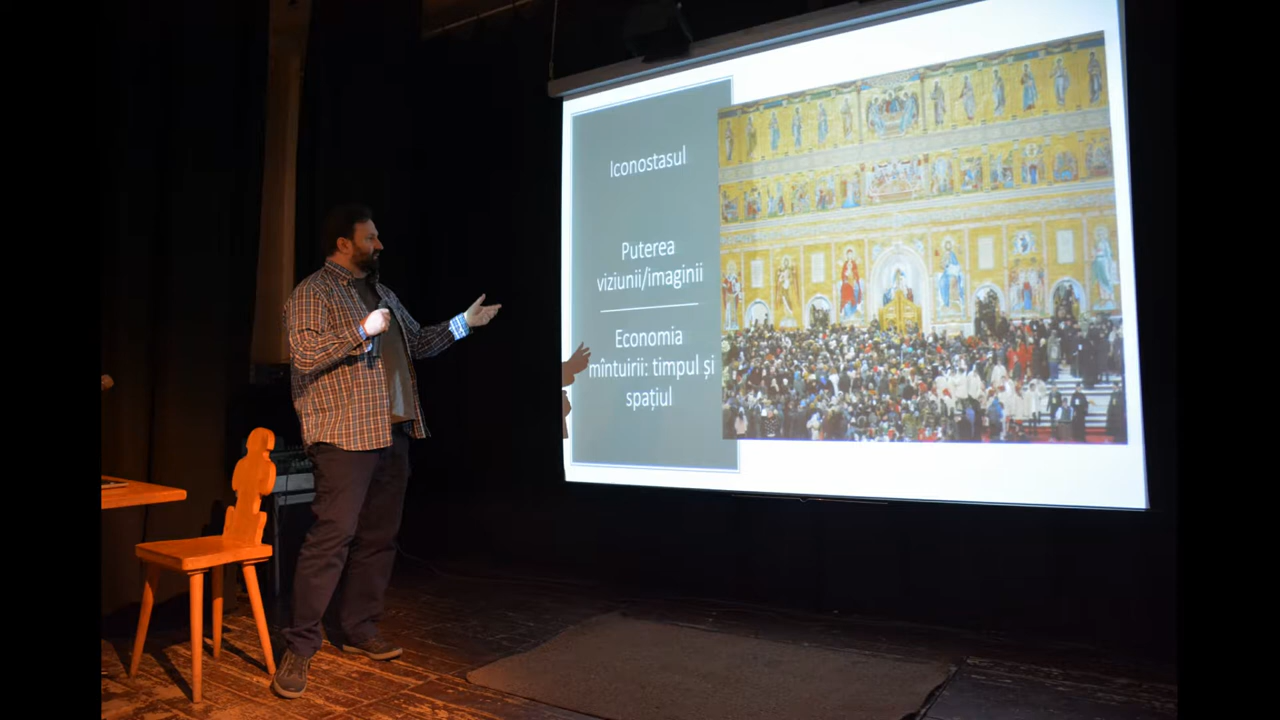 Iconostasul
Puterea
viziunii/imaginii
Economia
mîntuirii: timpul și
spațiul